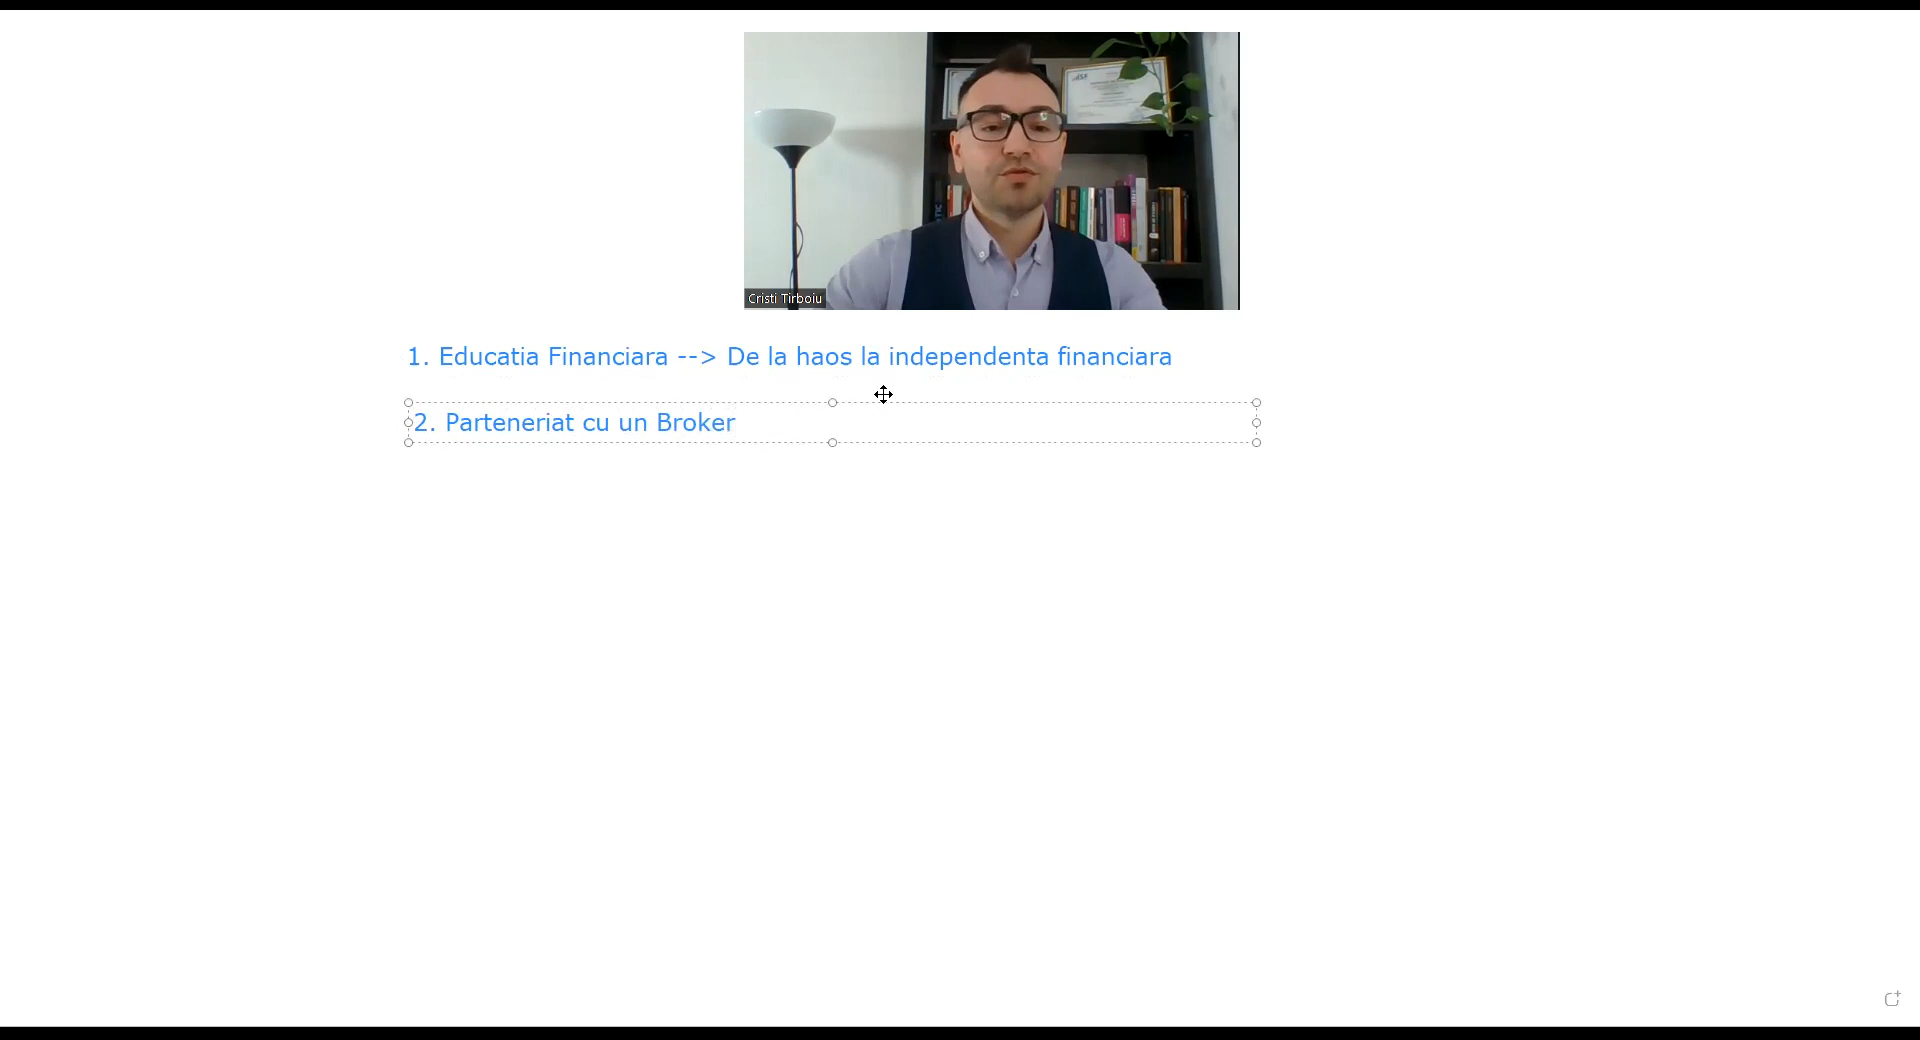 Cristi Tirboiu
1. Educatia Financiara --> De la haos la independenta financiara
2. Parteneriat cu un Broker